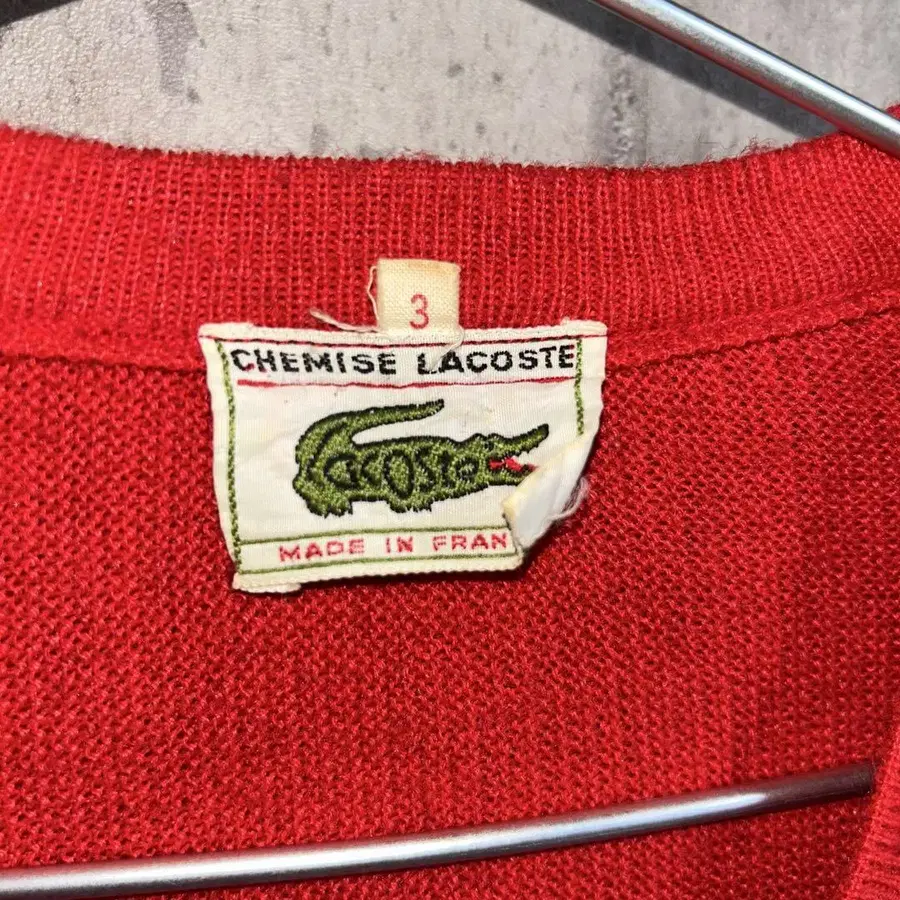 3
CHEMISE LACOSTE
Lacoste
MADE IN FRAN